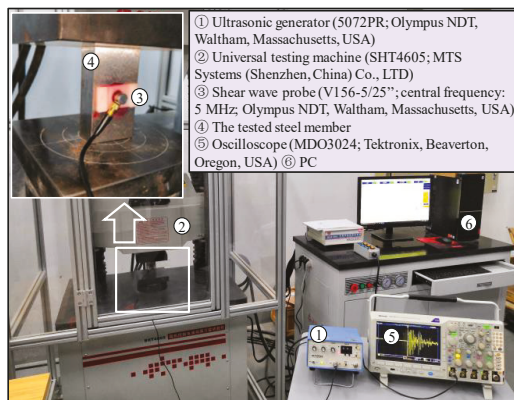 ① Ultrasonic generator (5072PR; Olympus NDT,
Waltham, Massachusetts, USA)
② Universal testing machine (SHT4605; MTS
Systems (Shenzhen, China) Co., LTD)
③ Shear wave probe (V156-5/25”; central frequency:
5 MHz; Olympus NDT, Waltham, Massachusetts, USA)
④ The tested steel member
⑤ Oscilloscope (MDO3024; Tektronix, Beaverton,
Oregon, USA) ⑥ PC
④
③
②
⑥
①
⑤